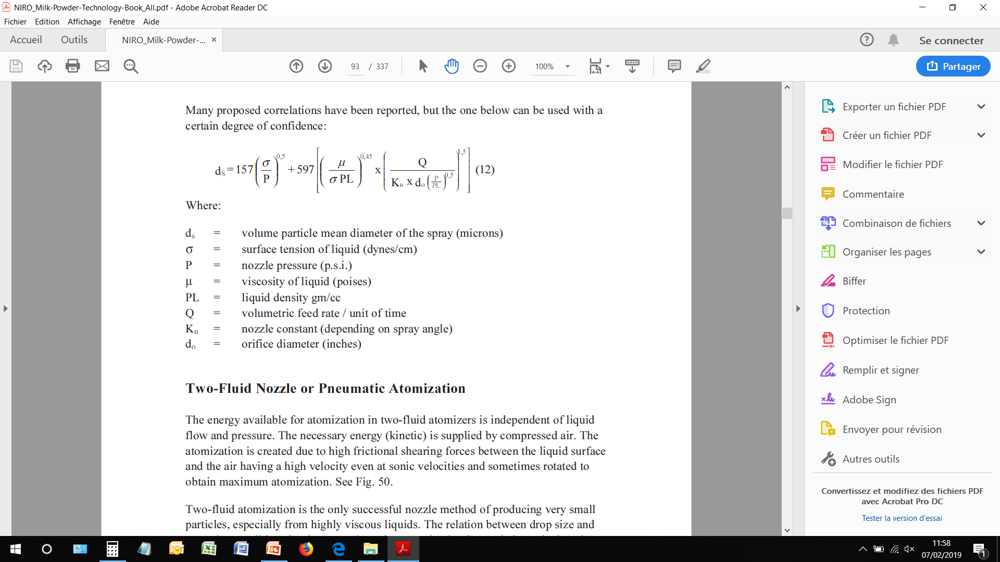 NIRO_Milk-Powder-Technology-Book_All.pdf - Adobe Acrobat Reader DC
Fichier Edition Affichage Fenêtre Aide
Accueil Outils NIRO_Milk-Powder-... × ? Se connecter
93 / 337 100% Partager
Many proposed correlations have been reported, but the one below can be used with a
certain degree of confidence:
d_S = 157 (σ / P)^0,5 + 597 [(μ / σ PL)^0,45 x (Q / K_n x d_o (P / PL)^0,5)^1,5] (12)
Where:
d_s = volume particle mean diameter of the spray (microns)
σ = surface tension of liquid (dynes/cm)
P = nozzle pressure (p.s.i.)
μ = viscosity of liquid (poises)
PL = liquid density gm/cc
Q = volumetric feed rate / unit of time
K_n = nozzle constant (depending on spray angle)
d_o = orifice diameter (inches)
Two-Fluid Nozzle or Pneumatic Atomization
The energy available for atomization in two-fluid atomizers is independent of liquid
flow and pressure. The necessary energy (kinetic) is supplied by compressed air. The
atomization is created due to high frictional shearing forces between the liquid surface
and the air having a high velocity even at sonic velocities and sometimes rotated to
obtain maximum atomization. See Fig. 50.
Two-fluid atomization is the only successful nozzle method of producing very small
particles, especially from highly viscous liquids. The relation between drop size and
Exporter un fichier PDF
Créer un fichier PDF
Modifier le fichier PDF
Commentaire
Combinaison de fichiers
Organiser les pages
Biffer
Protection
Optimiser le fichier PDF
Remplir et signer
Adobe Sign
Envoyer pour révision
Autres outils
Convertissez et modifiez des fichiers PDF
avec Acrobat Pro DC
Tester la version d'essai
11:58
07/02/2019
1